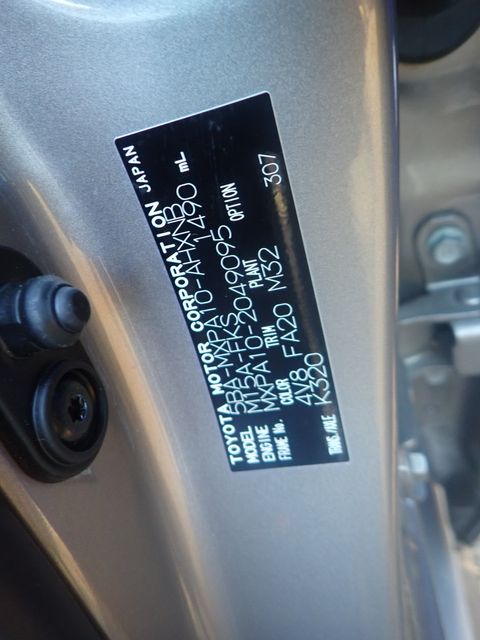 TOYOTA MOTOR CORPORATION JAPAN
MODEL 5BA-MXPA10-AHXNB
ENGINE M15A-FKS 1490 mL
FRAME No. MXPA10-2049095
COLOR TRIM PLANT OPTION
4V8 FA20 M32 307
TRANS./AXLE K320